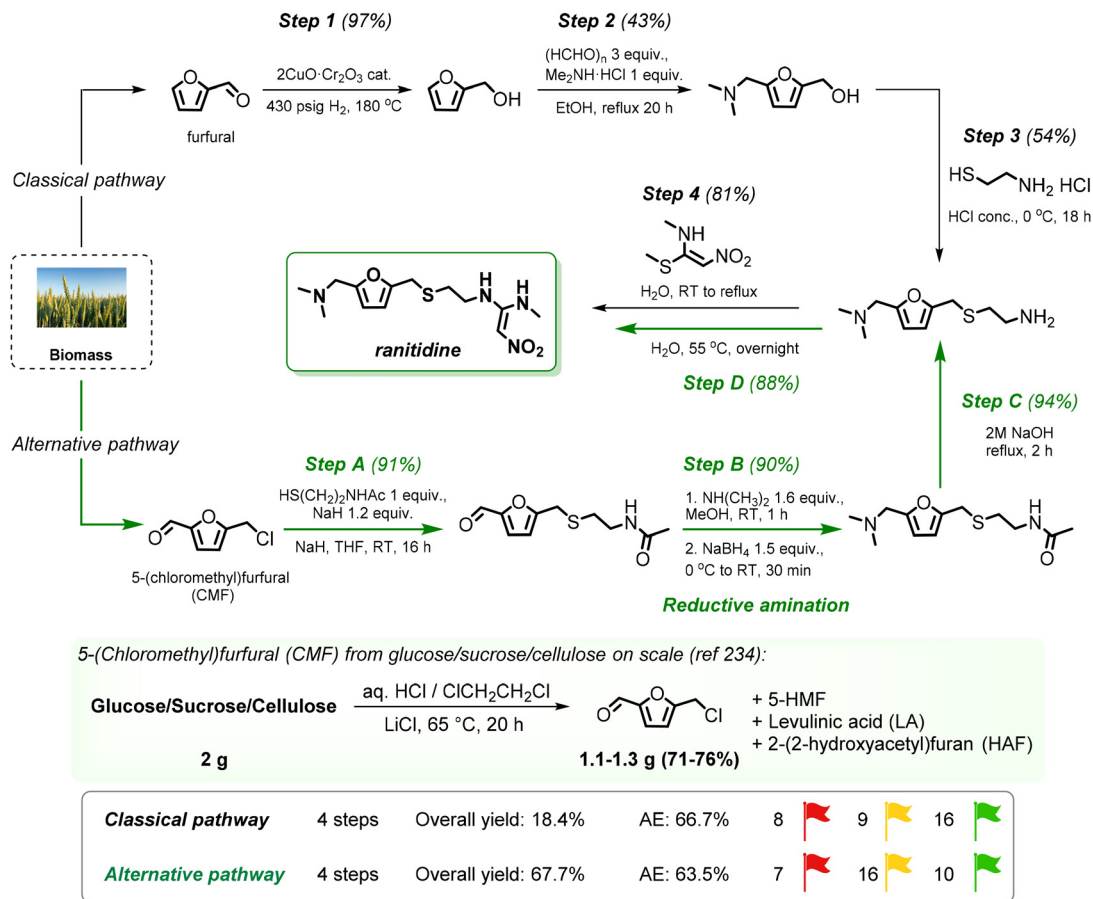 Step 1 (97%)
2CuO·Cr₂O₃ cat.
430 psig H₂, 180 °C
O
O
furfural
O
OH
Step 2 (43%)
(HCHO)ₙ 3 equiv.,
Me₂NH·HCl 1 equiv.
EtOH, reflux 20 h
N
O
OH
Classical pathway
Step 3 (54%)
HS
NH₂ HCl
HCl conc., 0 °C, 18 h
Step 4 (81%)
NH
S
NO₂
H₂O, RT to reflux
Biomass
N
O
S
H
N
H
N
NO₂
ranitidine
N
O
S
NH₂
H₂O, 55 °C, overnight
Step D (88%)
Step C (94%)
2M NaOH
reflux, 2 h
Alternative pathway
O
O
Cl
5-(chloromethyl)furfural
(CMF)
Step A (91%)
HS(CH₂)₂NHAc 1 equiv.,
NaH 1.2 equiv.
NaH, THF, RT, 16 h
O
O
S
H
N
O
Step B (90%)
1. NH(CH₃)₂ 1.6 equiv.,
MeOH, RT, 1 h
2. NaBH₄ 1.5 equiv.,
0 °C to RT, 30 min
Reductive amination
N
O
S
H
N
O
5-(Chloromethyl)furfural (CMF) from glucose/sucrose/cellulose on scale (ref 234):
Glucose/Sucrose/Cellulose
2 g
aq. HCl / ClCH₂CH₂Cl
LiCl, 65 °C, 20 h
O
O
Cl
1.1-1.3 g (71-76%)
+ 5-HMF
+ Levulinic acid (LA)
+ 2-(2-hydroxyacetyl)furan (HAF)
Classical pathway 4 steps Overall yield: 18.4% AE: 66.7% 8 9 16
Alternative pathway 4 steps Overall yield: 67.7% AE: 63.5% 7 16 10